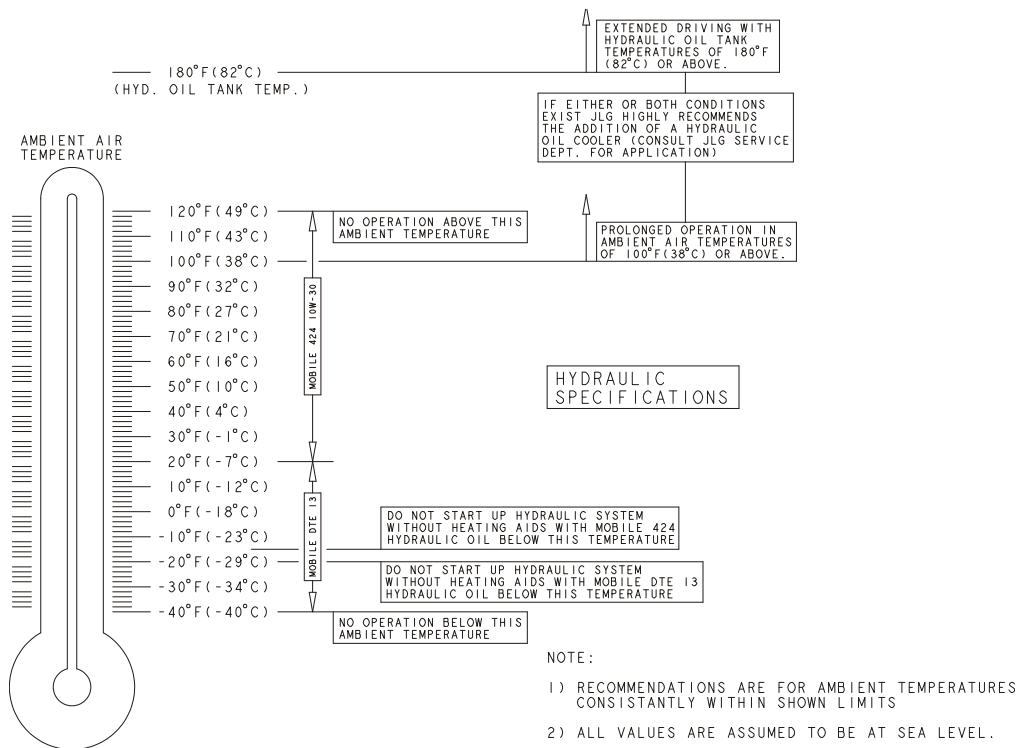 EXTENDED DRIVING WITH
HYDRAULIC OIL TANK
TEMPERATURES OF 180°F
(82°C) OR ABOVE.
180°F(82°C)
(HYD. OIL TANK TEMP.)
IF EITHER OR BOTH CONDITIONS
EXIST JLG HIGHLY RECOMMENDS
THE ADDITION OF A HYDRAULIC
OIL COOLER (CONSULT JLG SERVICE
DEPT. FOR APPLICATION)
AMBIENT AIR
TEMPERATURE
120°F(49°C)
NO OPERATION ABOVE THIS
AMBIENT TEMPERATURE
110°F(43°C)
PROLONGED OPERATION IN
AMBIENT AIR TEMPERATURES
OF 100°F(38°C) OR ABOVE.
100°F(38°C)
90°F(32°C)
80°F(27°C)
70°F(21°C)
60°F(16°C)
50°F(10°C)
40°F(4°C)
30°F(-1°C)
20°F(-7°C)
10°F(-12°C)
0°F(-18°C)
-10°F(-23°C)
-20°F(-29°C)
-30°F(-34°C)
-40°F(-40°C)
MOBILE 424 10W-30
MOBILE DTE 13
HYDRAULIC
SPECIFICATIONS
DO NOT START UP HYDRAULIC SYSTEM
WITHOUT HEATING AIDS WITH MOBILE 424
HYDRAULIC OIL BELOW THIS TEMPERATURE
DO NOT START UP HYDRAULIC SYSTEM
WITHOUT HEATING AIDS WITH MOBILE DTE 13
HYDRAULIC OIL BELOW THIS TEMPERATURE
NO OPERATION BELOW THIS
AMBIENT TEMPERATURE
NOTE:
1) RECOMMENDATIONS ARE FOR AMBIENT TEMPERATURES
CONSISTANTLY WITHIN SHOWN LIMITS
2) ALL VALUES ARE ASSUMED TO BE AT SEA LEVEL.